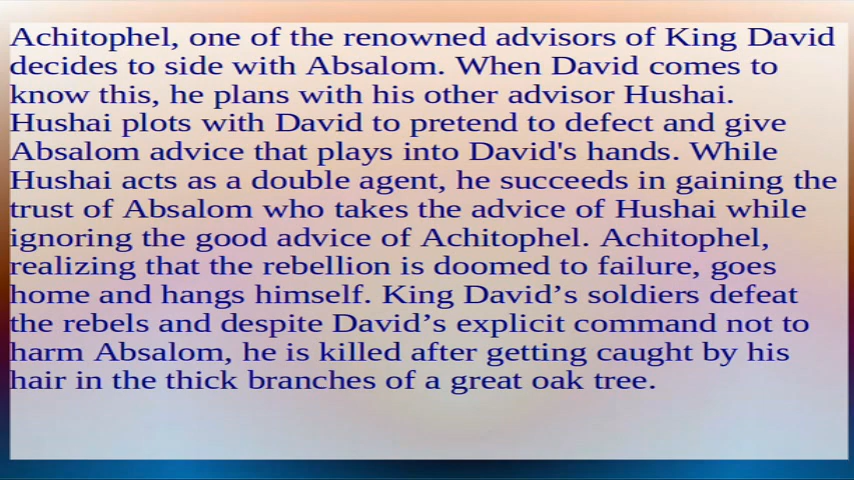 Achitophel, one of the renowned advisors of King David
decides to side with Absalom. When David comes to
know this, he plans with his other advisor Hushai.
Hushai plots with David to pretend to defect and give
Absalom advice that plays into David's hands. While
Hushai acts as a double agent, he succeeds in gaining the
trust of Absalom who takes the advice of Hushai while
ignoring the good advice of Achitophel. Achitophel,
realizing that the rebellion is doomed to failure, goes
home and hangs himself. King David’s soldiers defeat
the rebels and despite David’s explicit command not to
harm Absalom, he is killed after getting caught by his
hair in the thick branches of a great oak tree.